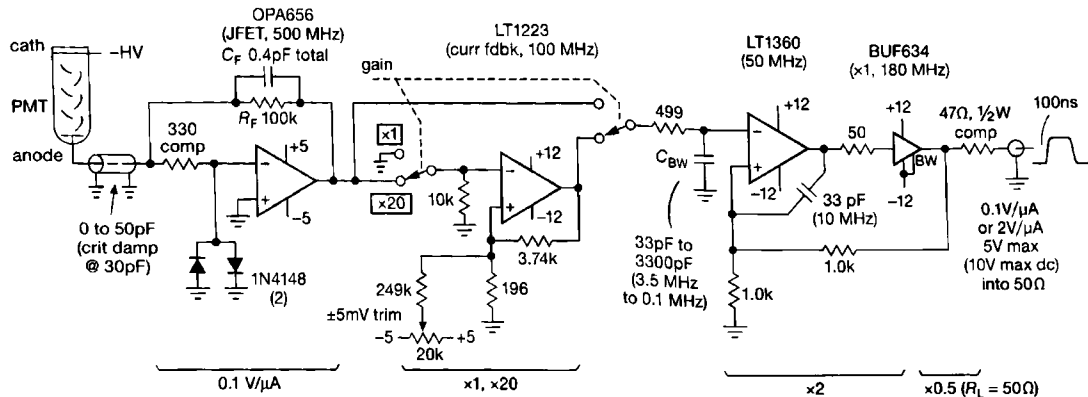 OPA656
(JFET, 500 MHz)
C_F 0.4pF total
R_F 100k
cath
−HV
PMT
anode
330
comp
−
+
+5
−5
0 to 50pF
(crit damp
@ 30pF)
1N4148
(2)
0.1 V/µA
LT1223
(curr fdbk, 100 MHz)
gain
×1
×20
10k
−
+
+12
−12
3.74k
249k
196
±5mV trim
−5
+5
20k
×1, ×20
499
C_BW
33pF to
3300pF
(3.5 MHz
to 0.1 MHz)
LT1360
(50 MHz)
−
+
+12
−12
50
33 pF
(10 MHz)
1.0k
1.0k
×2
BUF634
(×1, 180 MHz)
+12
BW
−12
47Ω, ½W
comp
100ns
0.1V/µA
or 2V/µA
5V max
(10V max dc)
into 50Ω
×0.5 (R_L = 50Ω)